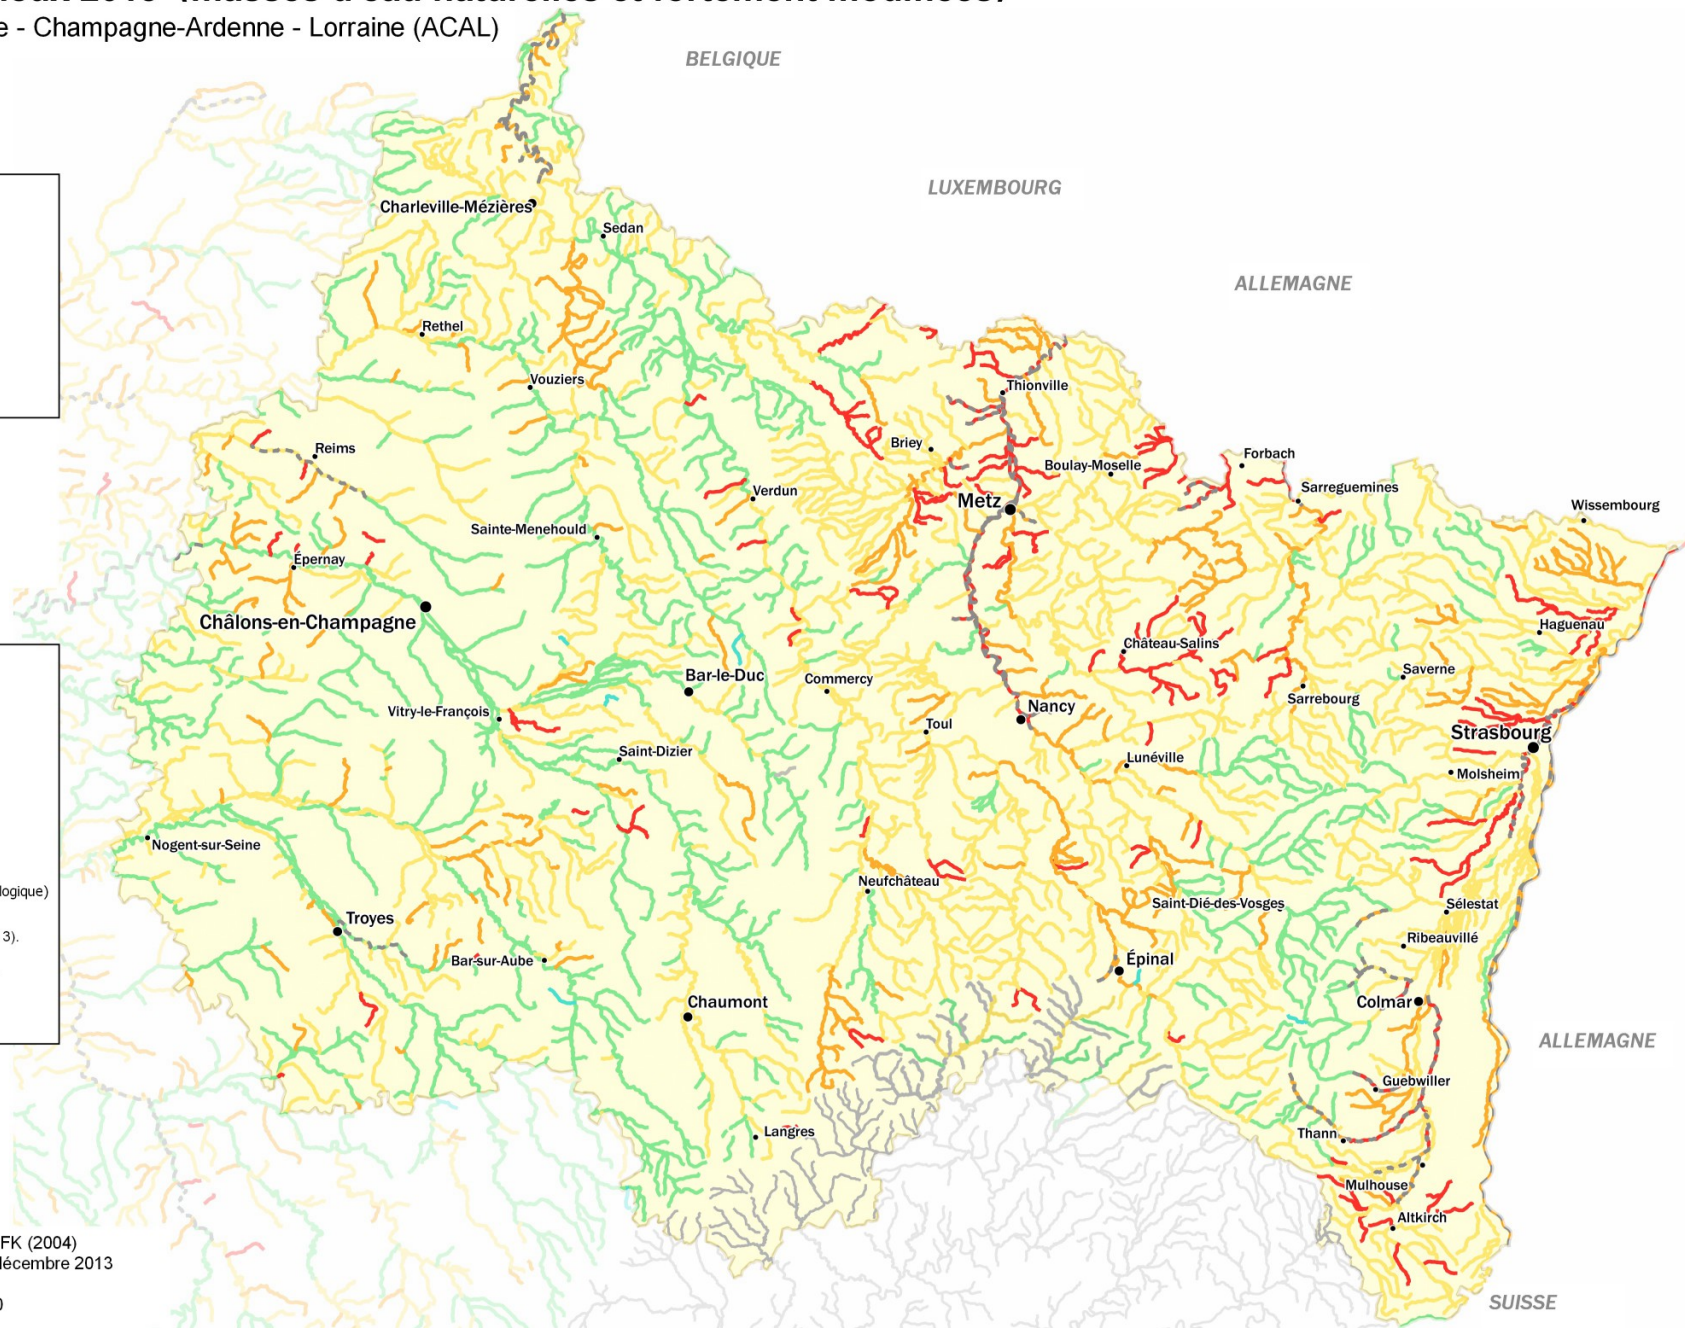 e - Champagne-Ardenne - Lorraine (ACAL)
BELGIQUE
LUXEMBOURG
Charleville-Mézières
Sedan
ALLEMAGNE
Rethel
Vouziers
Thionville
Reims
Briey
Boulay-Moselle
Forbach
Sarreguemines
Verdun
Metz
Wissembourg
Sainte-Menehould
Épernay
Châlons-en-Champagne
Haguenau
Château-Salins
Saverne
Bar-le-Duc
Commercy
Sarrebourg
Vitry-le-François
Nancy
Toul
Strasbourg
Saint-Dizier
Lunéville
Molsheim
Nogent-sur-Seine
Neufchâteau
logique)
Saint-Dié-des-Vosges
Sélestat
Troyes
3).
Ribeauvillé
Bar-sur-Aube
Épinal
Chaumont
Colmar
ALLEMAGNE
Guebwiller
Langres
Thann
Mulhouse
Altkirch
FK (2004)
décembre 2013
SUISSE